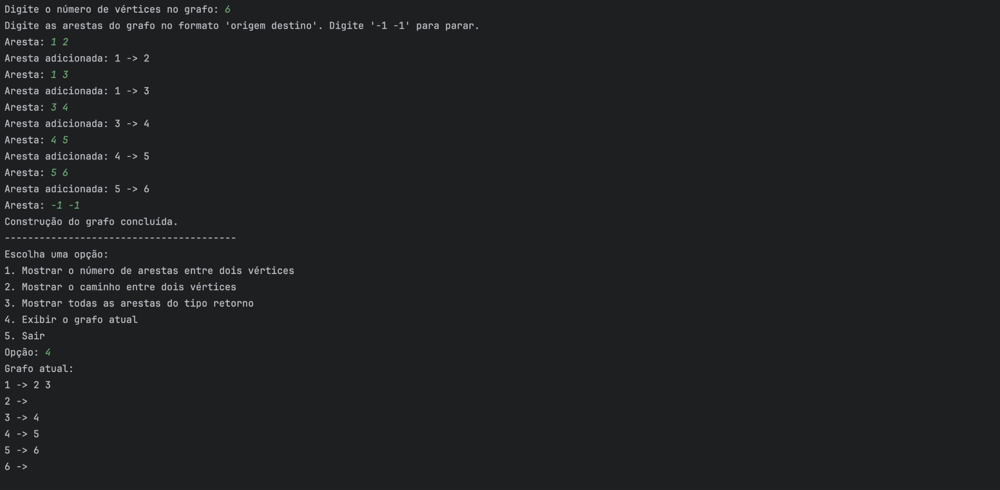 Digite o número de vértices no grafo: 6
Digite as arestas do grafo no formato 'origem destino'. Digite '-1 -1' para parar.
Aresta: 1 2
Aresta adicionada: 1 -> 2
Aresta: 1 3
Aresta adicionada: 1 -> 3
Aresta: 3 4
Aresta adicionada: 3 -> 4
Aresta: 4 5
Aresta adicionada: 4 -> 5
Aresta: 5 6
Aresta adicionada: 5 -> 6
Aresta: -1 -1
Construção do grafo concluída.
----------------------------------------
Escolha uma opção:
1. Mostrar o número de arestas entre dois vértices
2. Mostrar o caminho entre dois vértices
3. Mostrar todas as arestas do tipo retorno
4. Exibir o grafo atual
5. Sair
Opção: 4
Grafo atual:
1 -> 2 3
2 ->
3 -> 4
4 -> 5
5 -> 6
6 ->